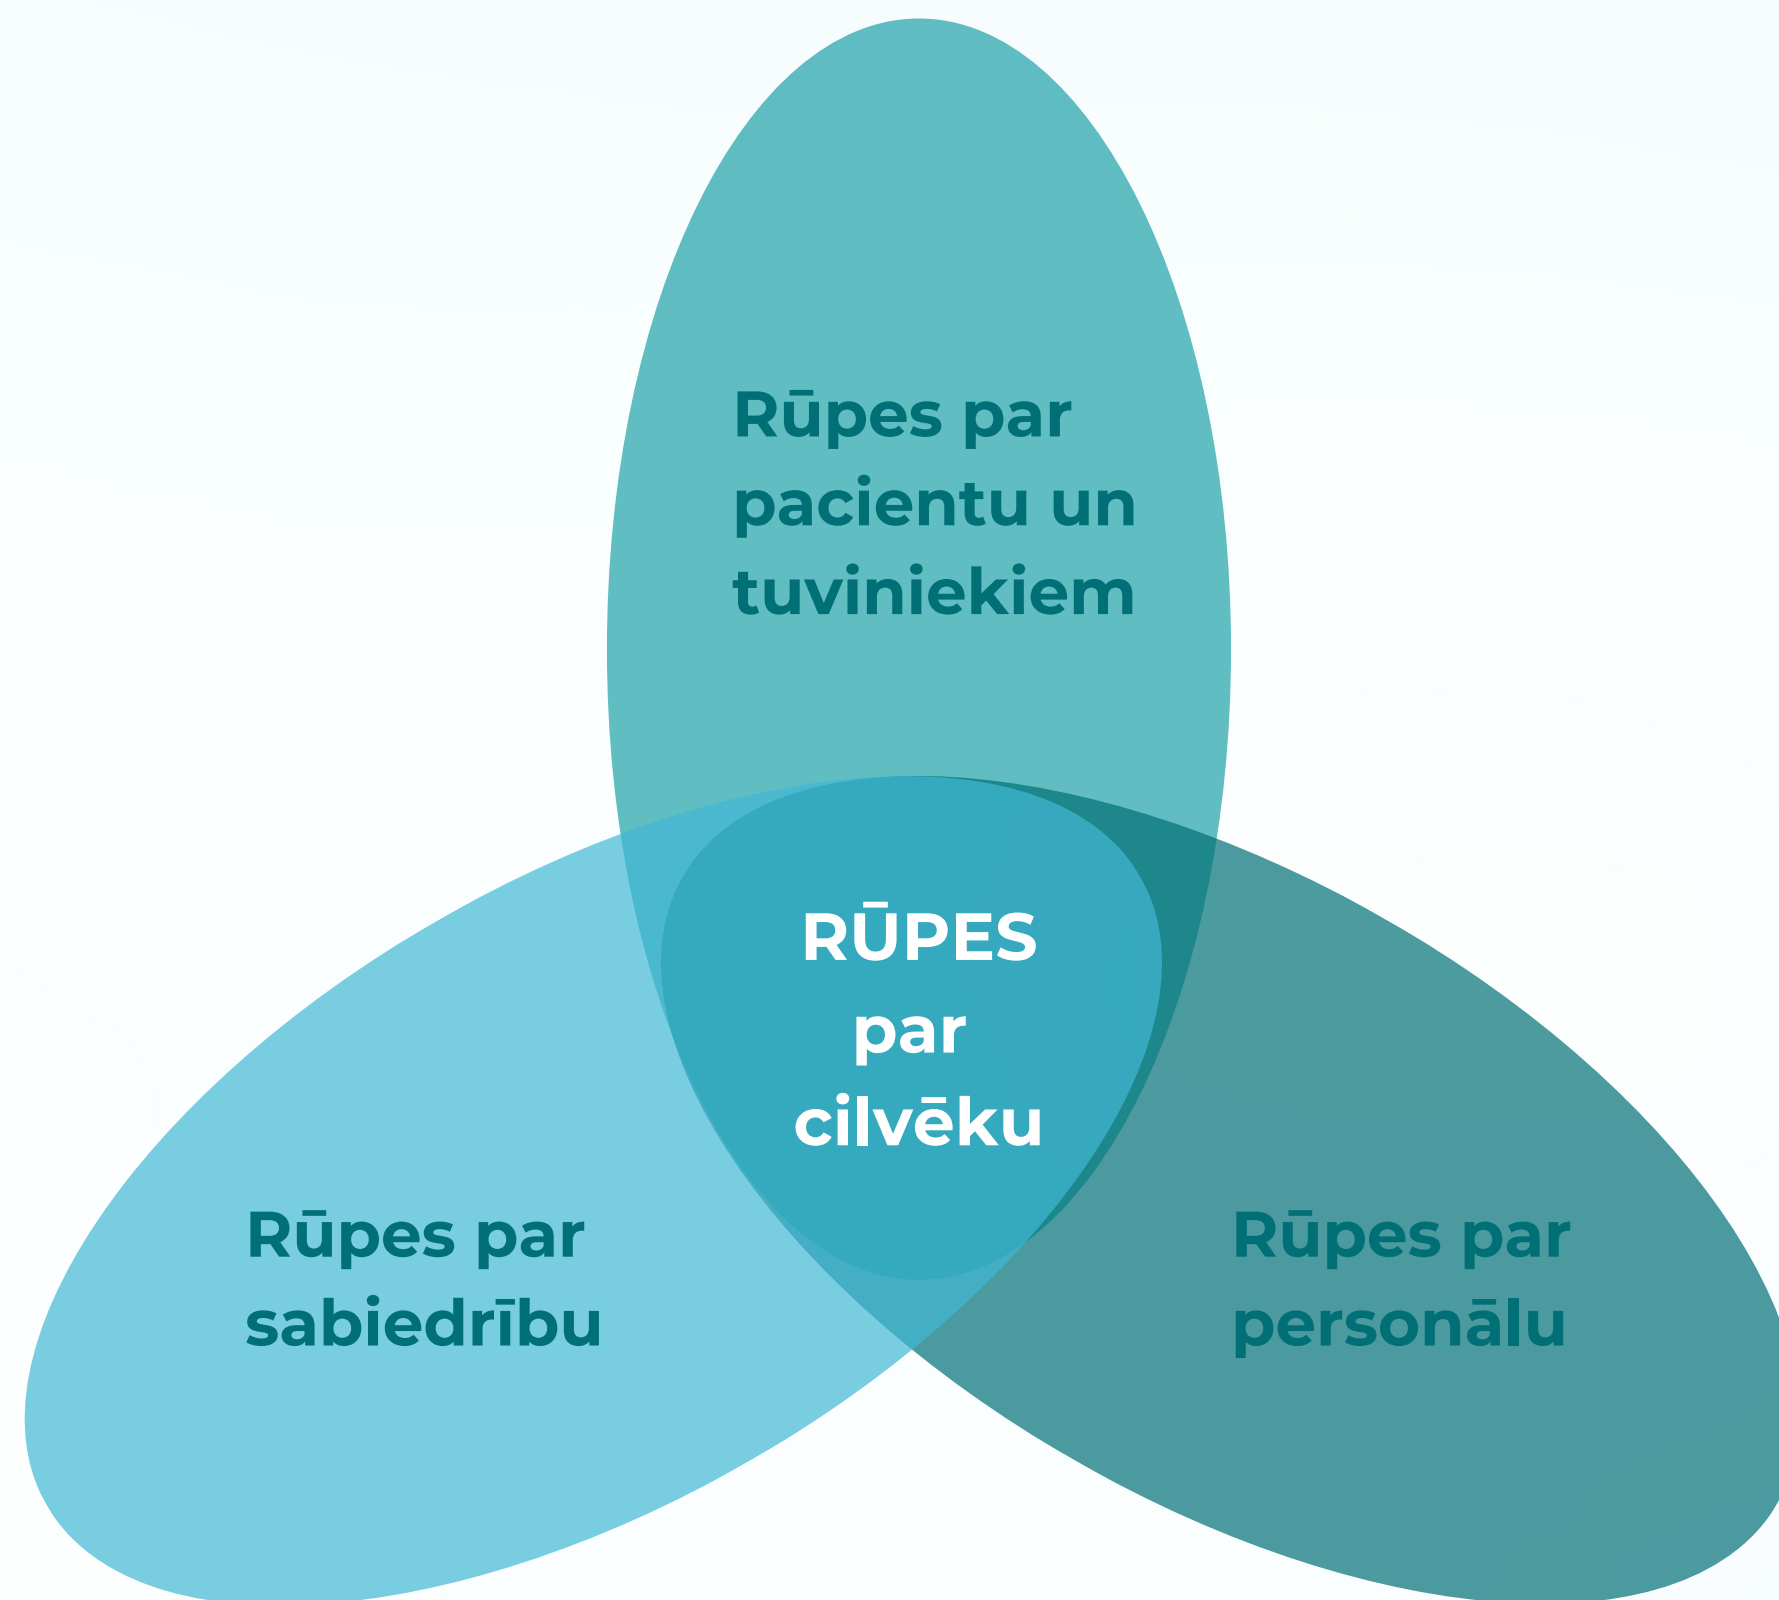 Rūpes par
pacientu un
tuviniekiem
RŪPES
par
cilvēku
Rūpes par
sabiedrību
Rūpes par
personālu